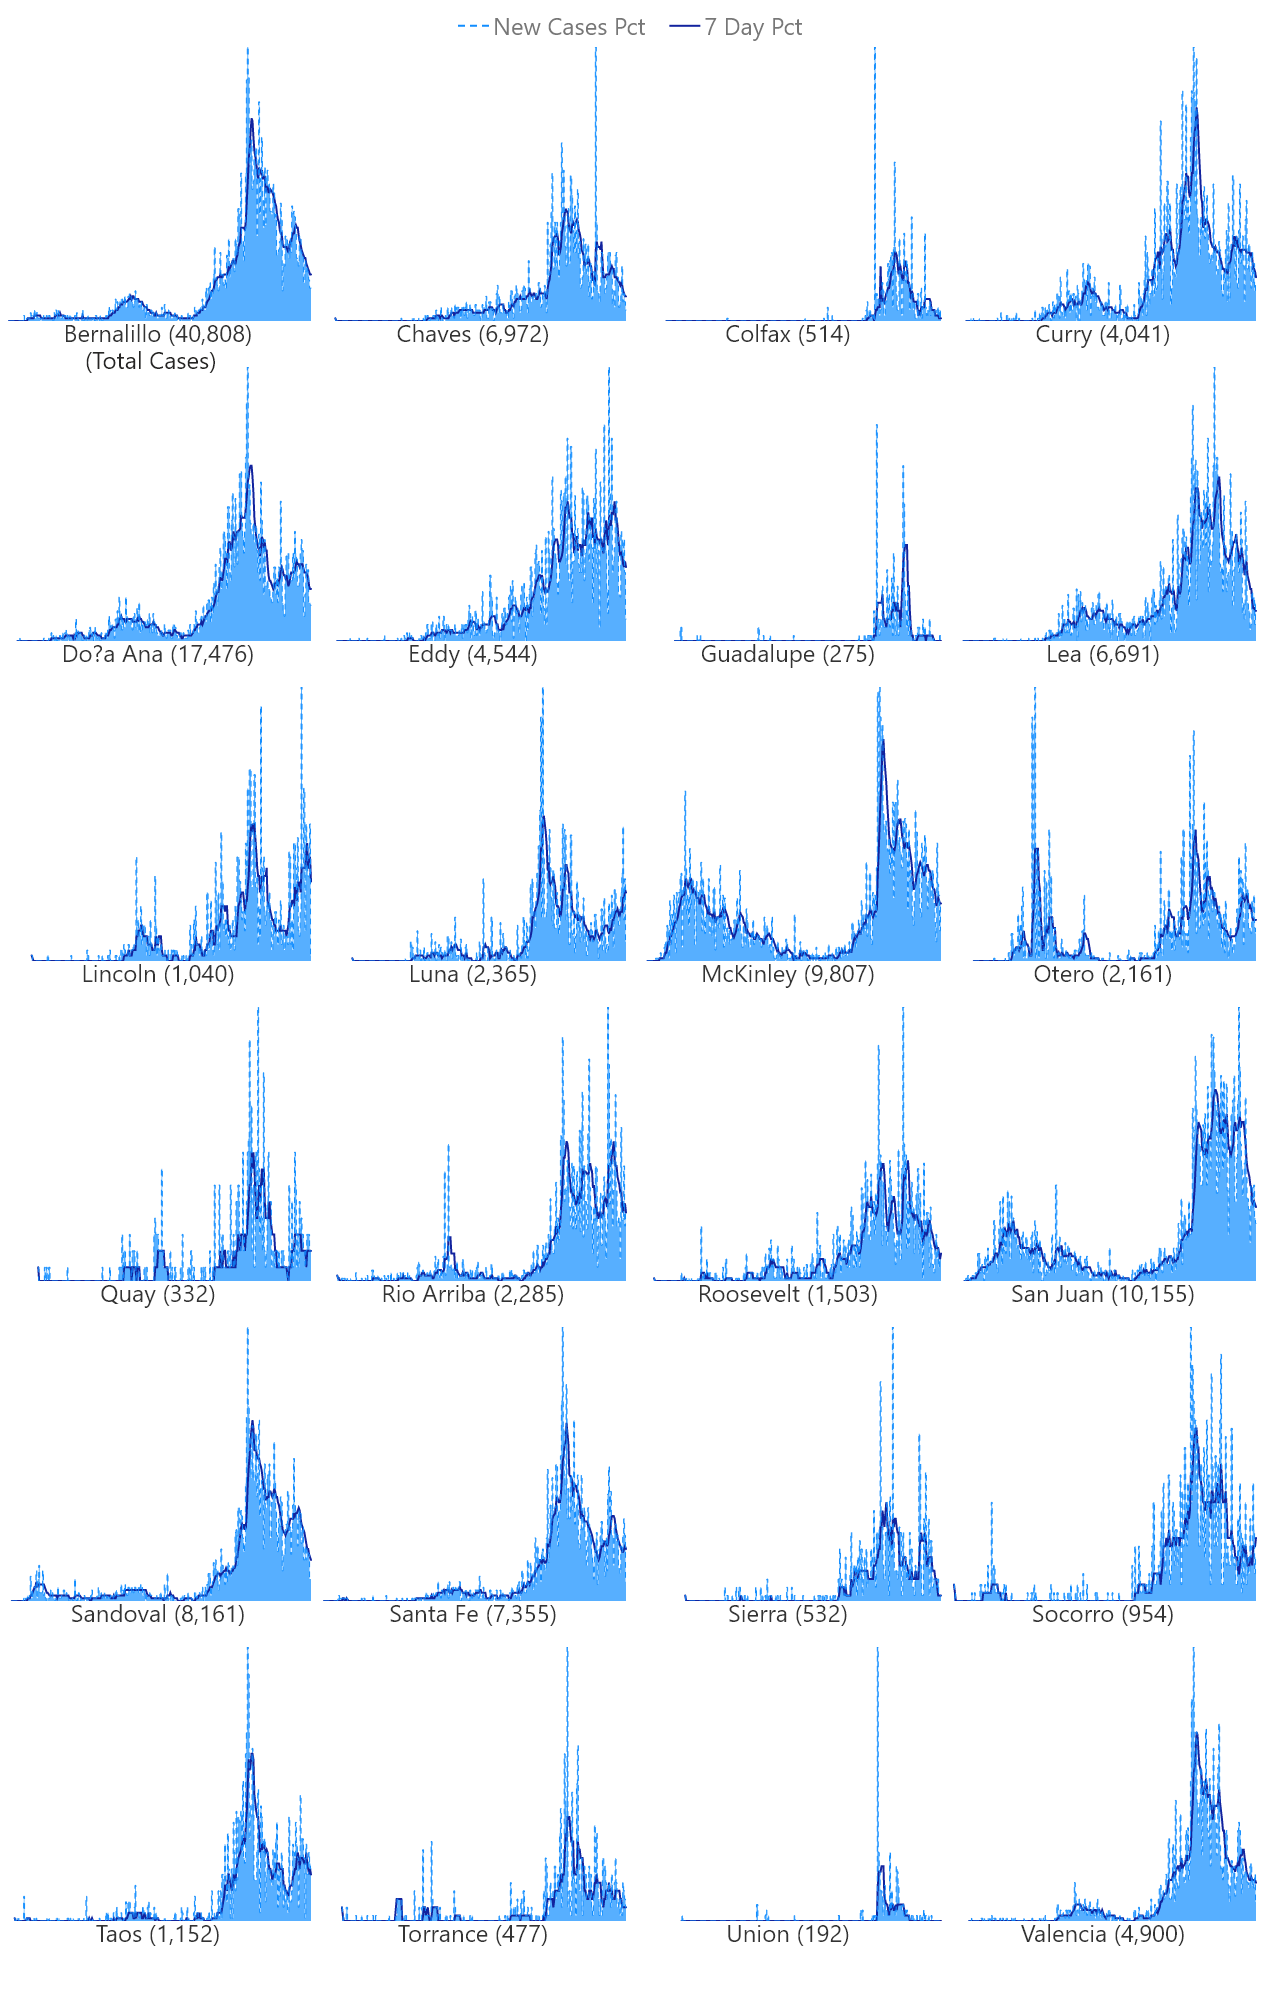 New Cases Pct 7 Day Pct
Bernalillo (40,808) Chaves (6,972) Colfax (514) Curry (4,041)
(Total Cases)
Do?a Ana (17,476) Eddy (4,544) Guadalupe (275) Lea (6,691)
Lincoln (1,040) Luna (2,365) McKinley (9,807) Otero (2,161)
Quay (332) Rio Arriba (2,285) Roosevelt (1,503) San Juan (10,155)
Sandoval (8,161) Santa Fe (7,355) Sierra (532) Socorro (954)
Taos (1,152) Torrance (477) Union (192) Valencia (4,900)